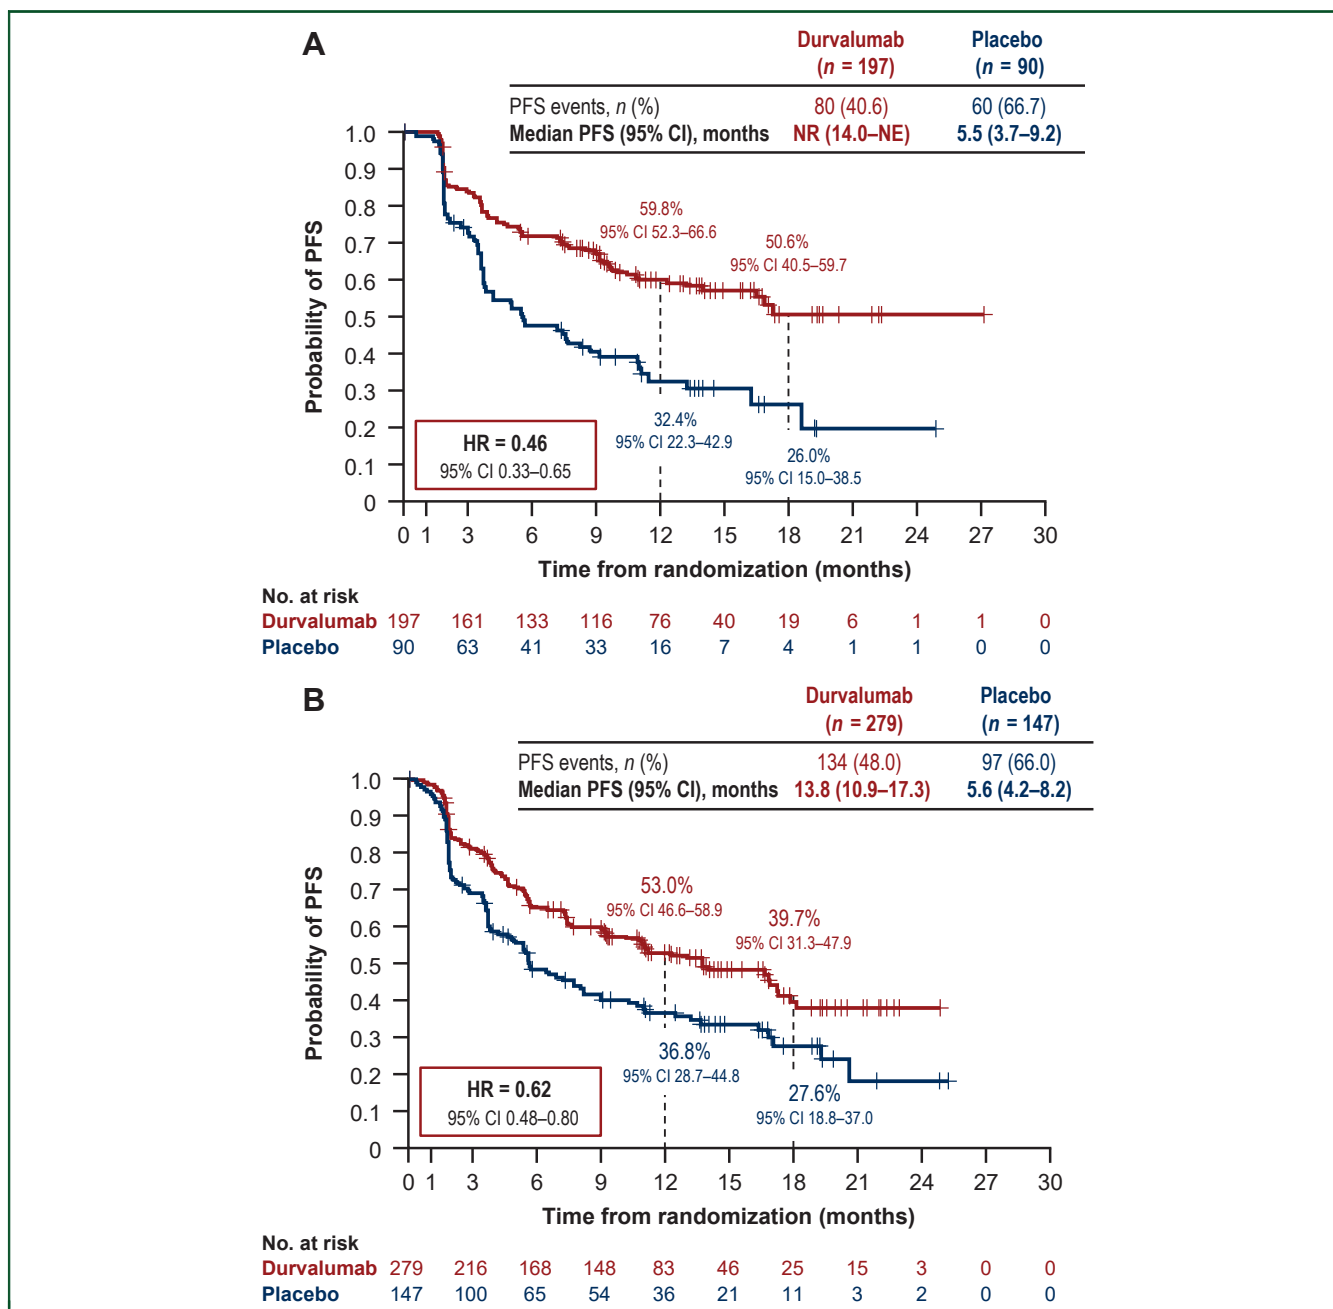 A
Durvalumab Placebo
(n = 197) (n = 90)
PFS events, n (%) 80 (40.6) 60 (66.7)
Median PFS (95% CI), months NR (14.0–NE) 5.5 (3.7–9.2)
1.0
0.9
0.8
0.7
0.6
0.5
0.4
0.3
0.2
0.1
0
Probability of PFS
59.8%
95% CI 52.3–66.6
50.6%
95% CI 40.5–59.7
32.4%
95% CI 22.3–42.9
26.0%
95% CI 15.0–38.5
HR = 0.46
95% CI 0.33–0.65
0 1 3 6 9 12 15 18 21 24 27 30
Time from randomization (months)
No. at risk
Durvalumab 197 161 133 116 76 40 19 6 1 1 0
Placebo 90 63 41 33 16 7 4 1 1 0 0
B
Durvalumab Placebo
(n = 279) (n = 147)
PFS events, n (%) 134 (48.0) 97 (66.0)
Median PFS (95% CI), months 13.8 (10.9–17.3) 5.6 (4.2–8.2)
1.0
0.9
0.8
0.7
0.6
0.5
0.4
0.3
0.2
0.1
0
Probability of PFS
53.0%
95% CI 46.6–58.9
39.7%
95% CI 31.3–47.9
36.8%
95% CI 28.7–44.8
27.6%
95% CI 18.8–37.0
HR = 0.62
95% CI 0.48–0.80
0 1 3 6 9 12 15 18 21 24 27 30
Time from randomization (months)
No. at risk
Durvalumab 279 216 168 148 83 46 25 15 3 0 0
Placebo 147 100 65 54 36 21 11 3 2 0 0